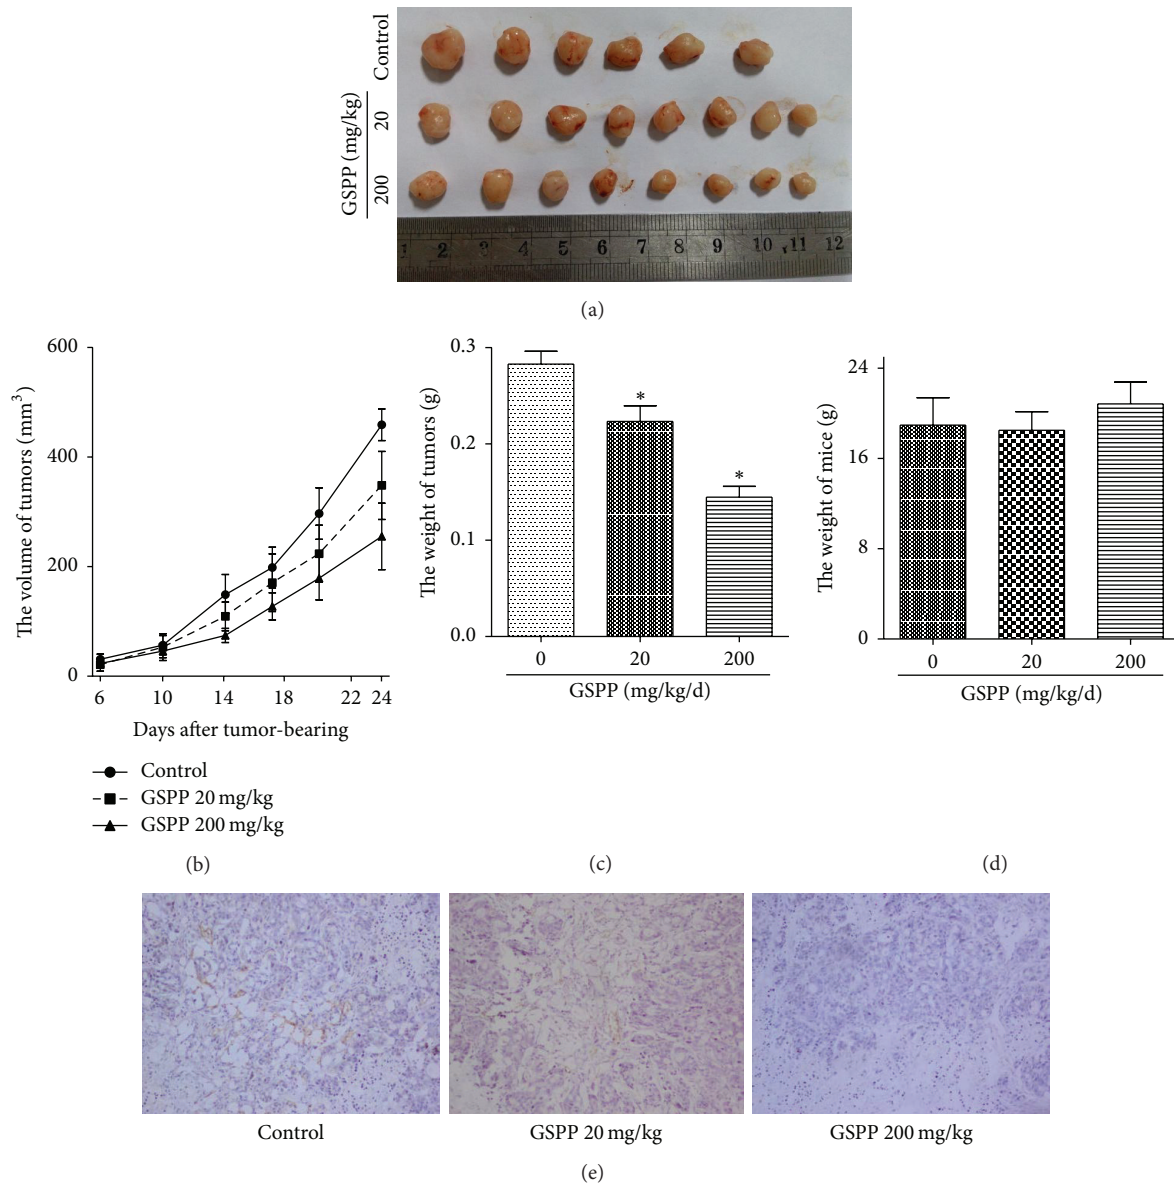 Control
GSPP (mg/kg)
20
200
1 2 3 4 5 6 7 8 9 10 11 12
(a)
The volume of tumors (mm³)
600
400
200
0
6 10 14 18 22 24
Days after tumor-bearing
Control
GSPP 20 mg/kg
GSPP 200 mg/kg
(b)
The weight of tumors (g)
0.3
*
0.2
*
0.1
0.0
0 20 200
GSPP (mg/kg/d)
(c)
The weight of mice (g)
24
16
8
0
0 20 200
GSPP (mg/kg/d)
(d)
Control GSPP 20 mg/kg GSPP 200 mg/kg
(e)